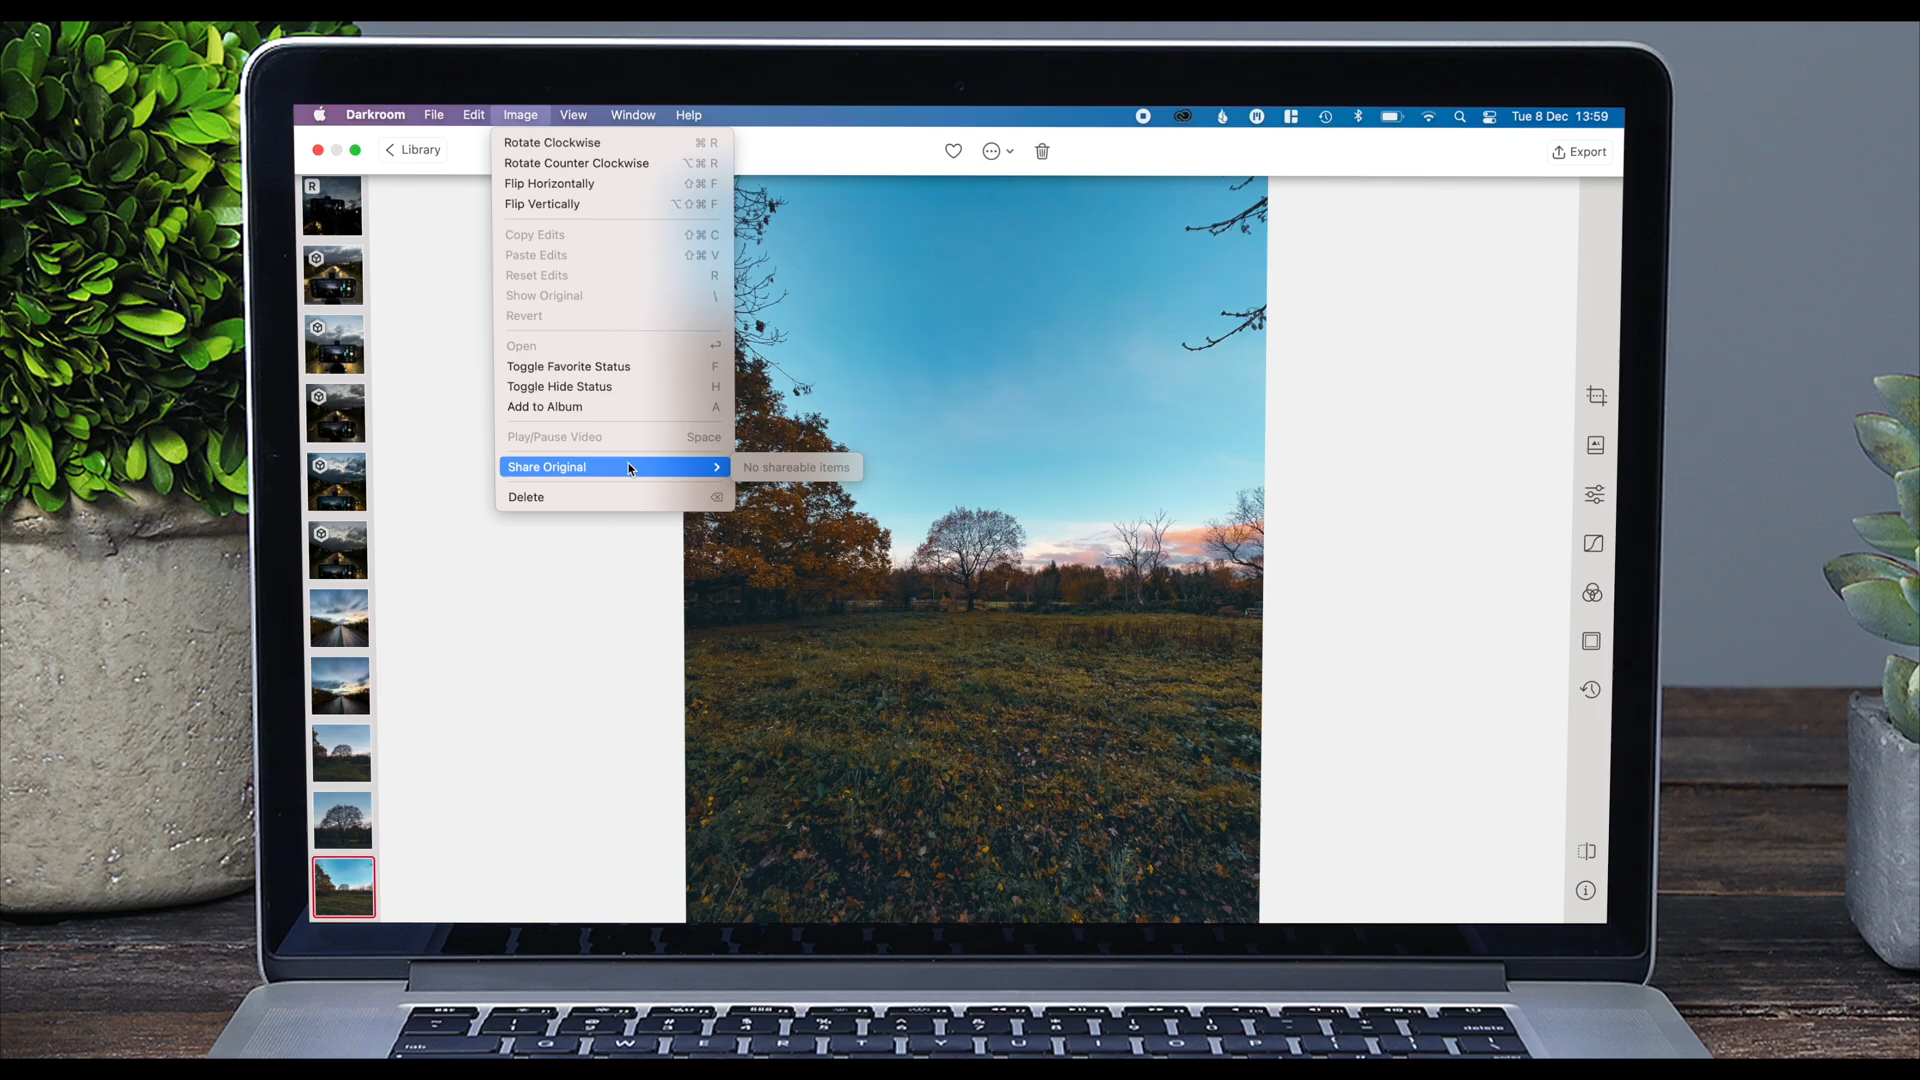 Darkroom File Edit Image View Window Help Tue 8 Dec 13:59
Library
Export
Rotate Clockwise ⌘ R
Rotate Counter Clockwise ⌥⌘ R
Flip Horizontally ⇧⌘ F
Flip Vertically ⌥⇧⌘ F
Copy Edits ⇧⌘ C
Paste Edits ⇧⌘ V
Reset Edits R
Show Original \
Revert
Open ↩
Toggle Favorite Status F
Toggle Hide Status H
Add to Album A
Play/Pause Video Space
Share Original No shareable items
Delete ⌫
R
delete
tab
Q W E R T Y U I O P